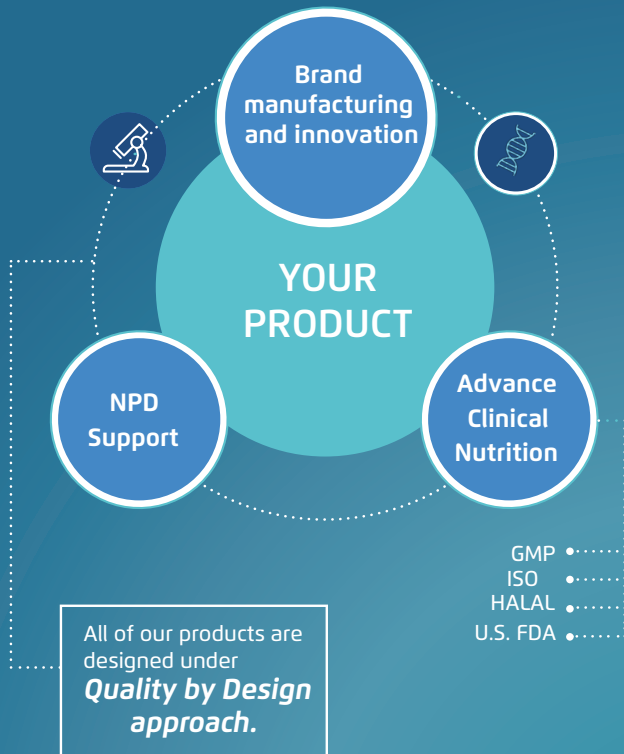 Brand
manufacturing
and innovation
YOUR
PRODUCT
NPD
Support
Advance
Clinical
Nutrition
GMP
ISO
HALAL
U.S. FDA
All of our products are
designed under
Quality by Design
approach.